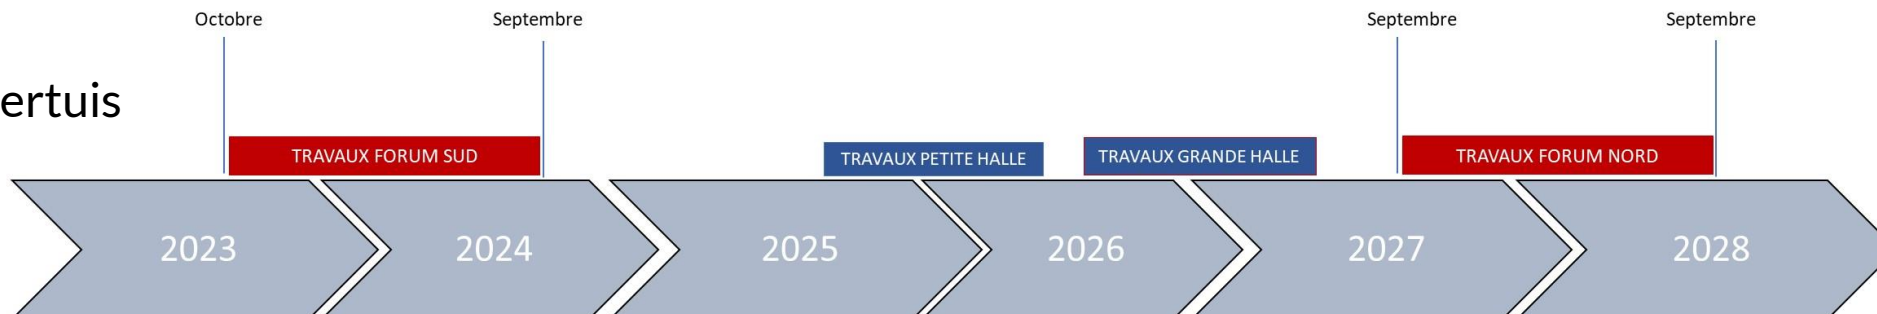 Octobre
Septembre
Septembre
Septembre
ertuis
TRAVAUX FORUM SUD
TRAVAUX PETITE HALLE
TRAVAUX GRANDE HALLE
TRAVAUX FORUM NORD
2023
2024
2025
2026
2027
2028